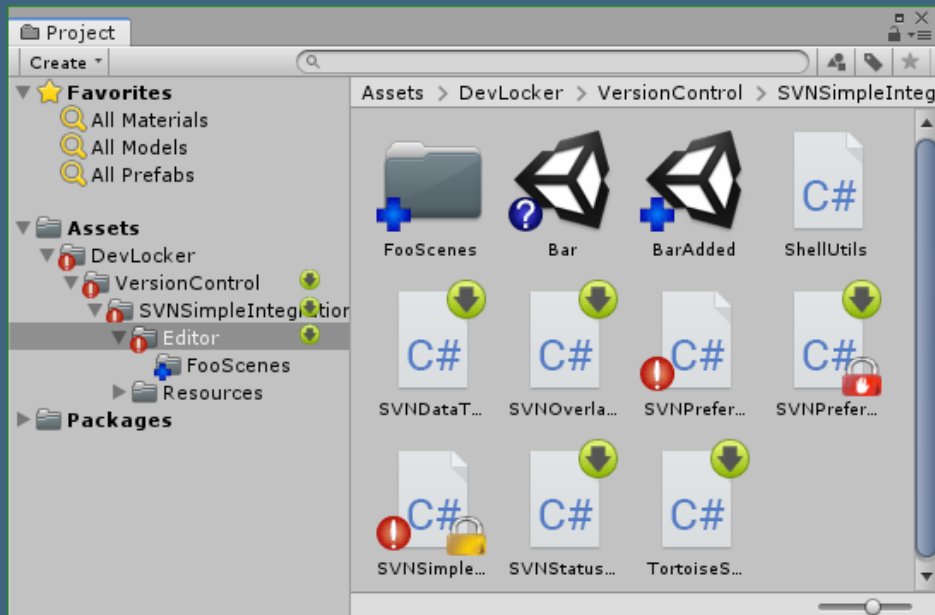 Project
Create
Favorites
All Materials
All Models
All Prefabs
Assets
DevLocker
VersionControl
SVNSimpleIntegration
Editor
FooScenes
Resources
Packages
Assets > DevLocker > VersionControl > SVNSimpleInteg
FooScenes Bar BarAdded ShellUtils
C#
C# C# C# C#
SVNDataT... SVNOverla... SVNPrefer... SVNPrefer...
C# C# C#
SVNSimple... SVNStatus... TortoiseS...